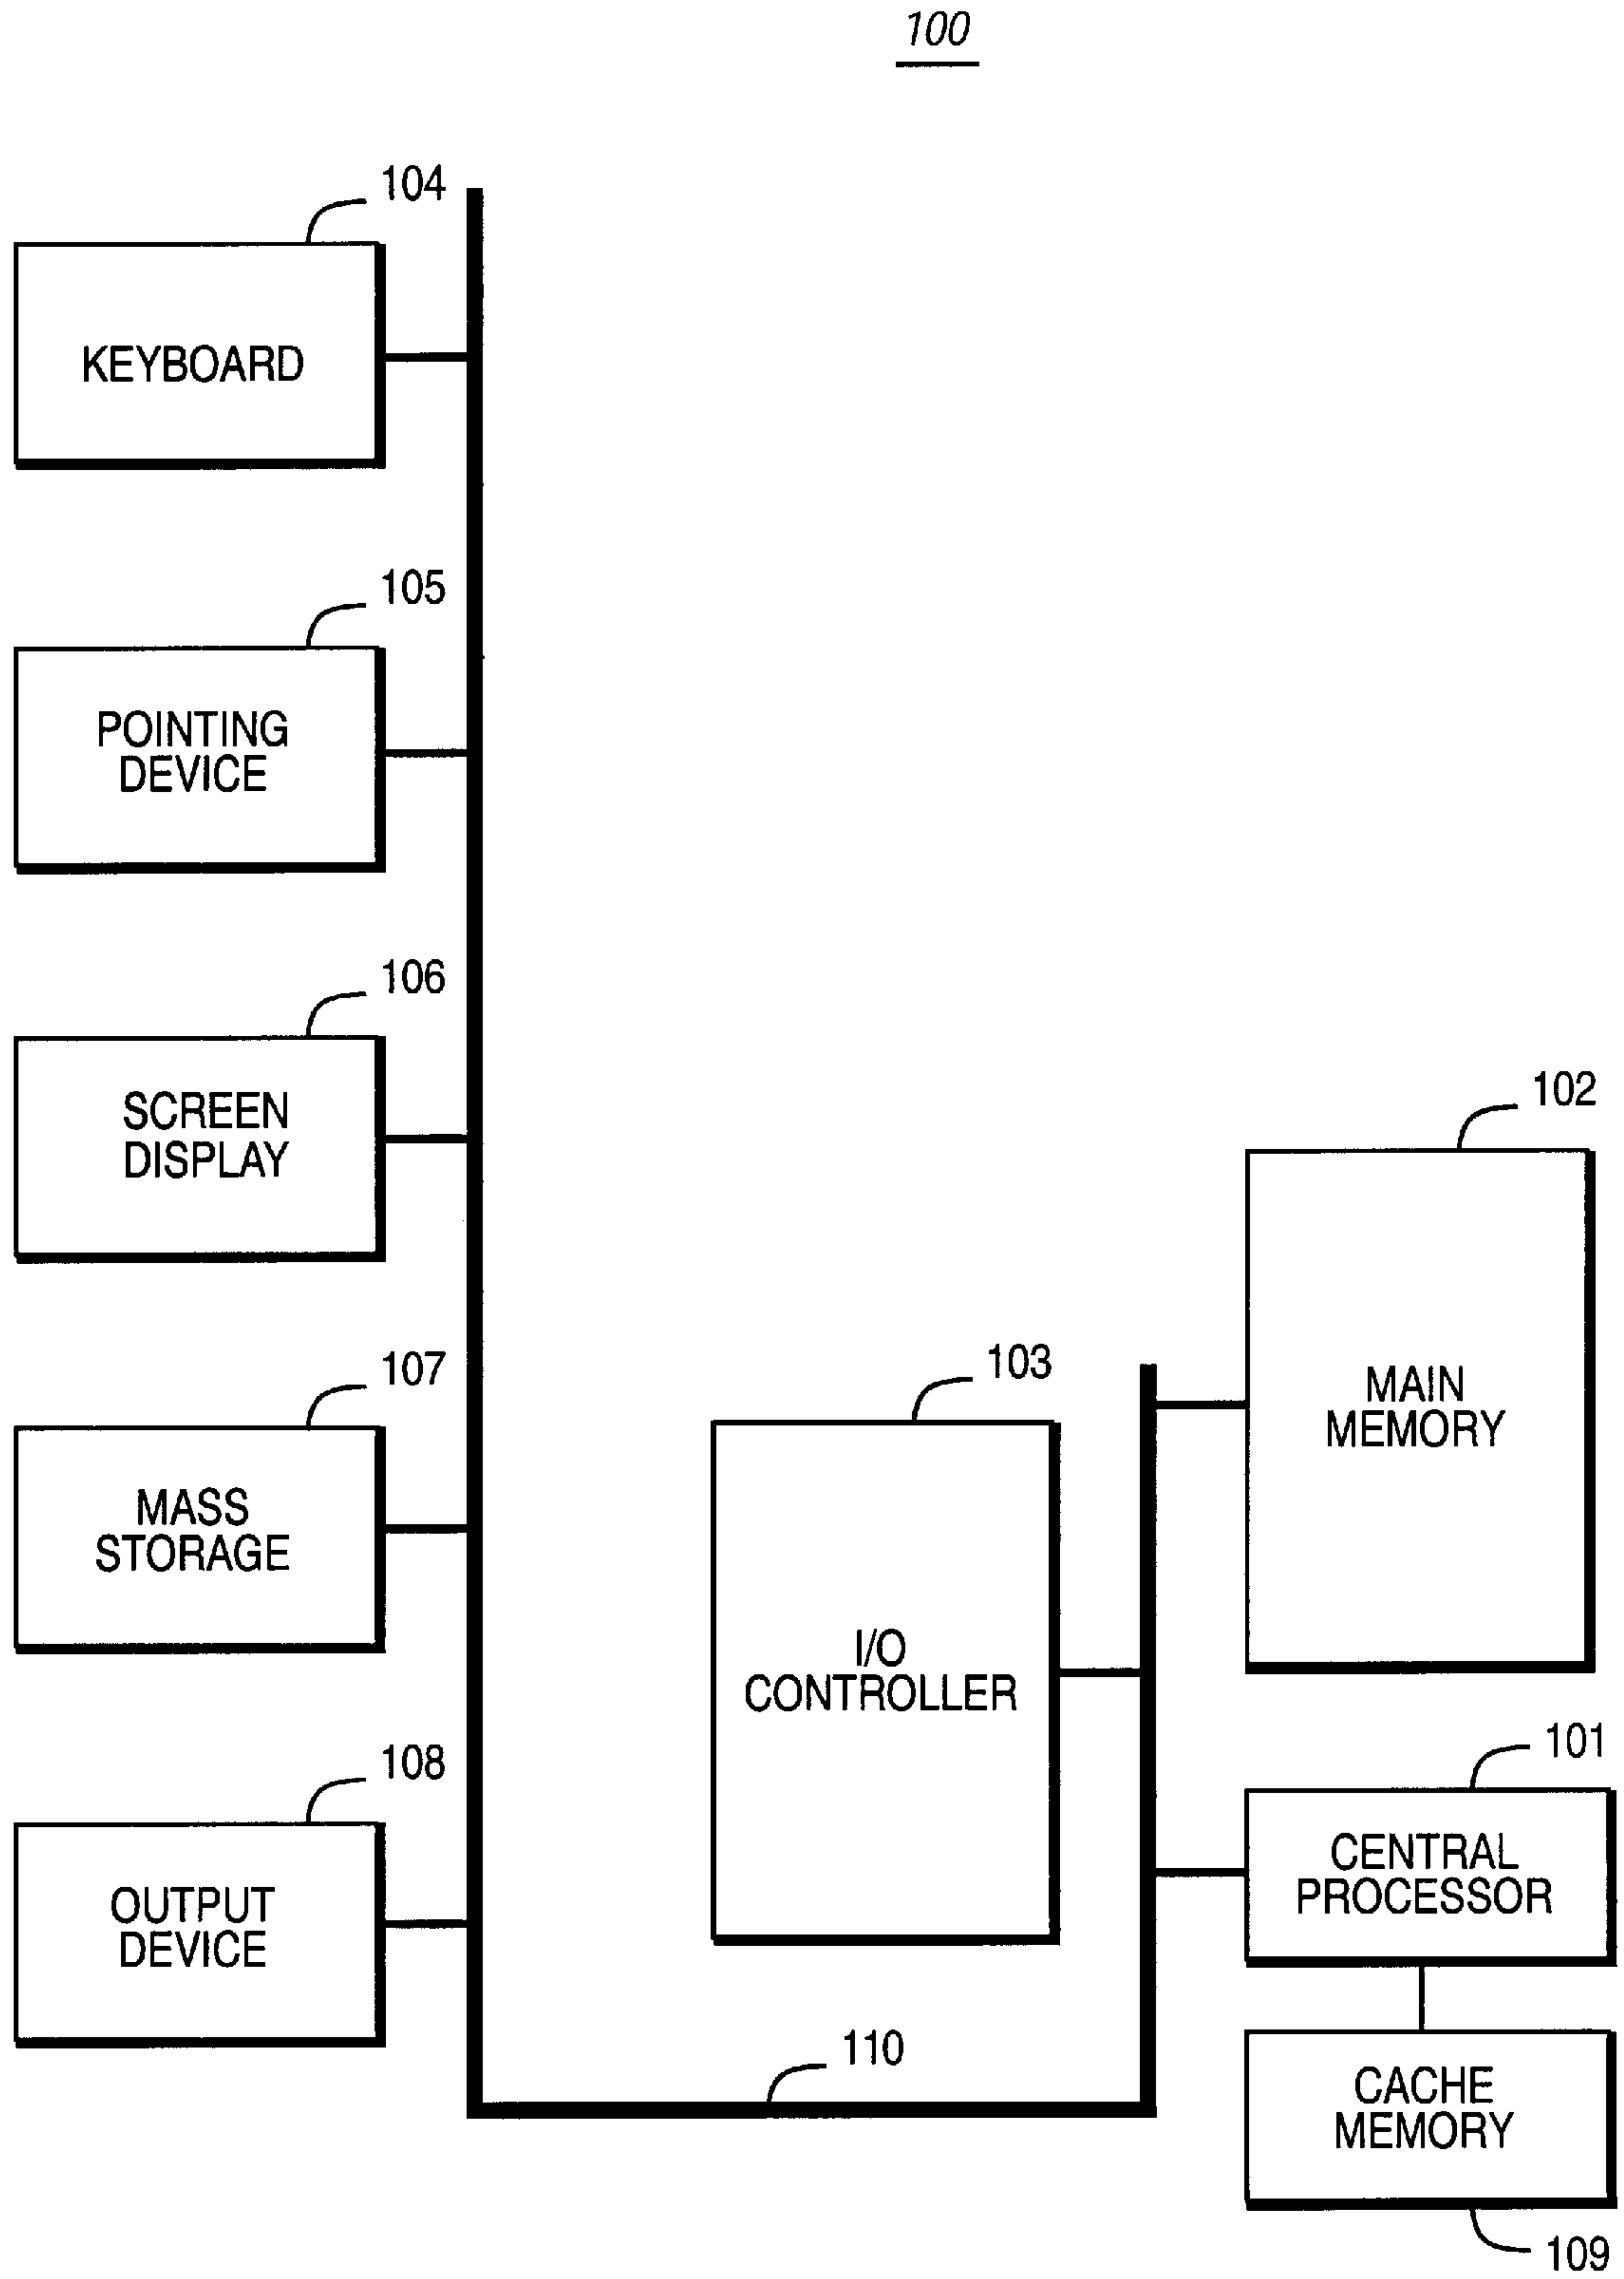 100
104
KEYBOARD
105
POINTING
DEVICE
106
SCREEN
DISPLAY
107
MASS
STORAGE
108
OUTPUT
DEVICE
103
I/O
CONTROLLER
102
MAIN
MEMORY
101
CENTRAL
PROCESSOR
CACHE
MEMORY
109
110